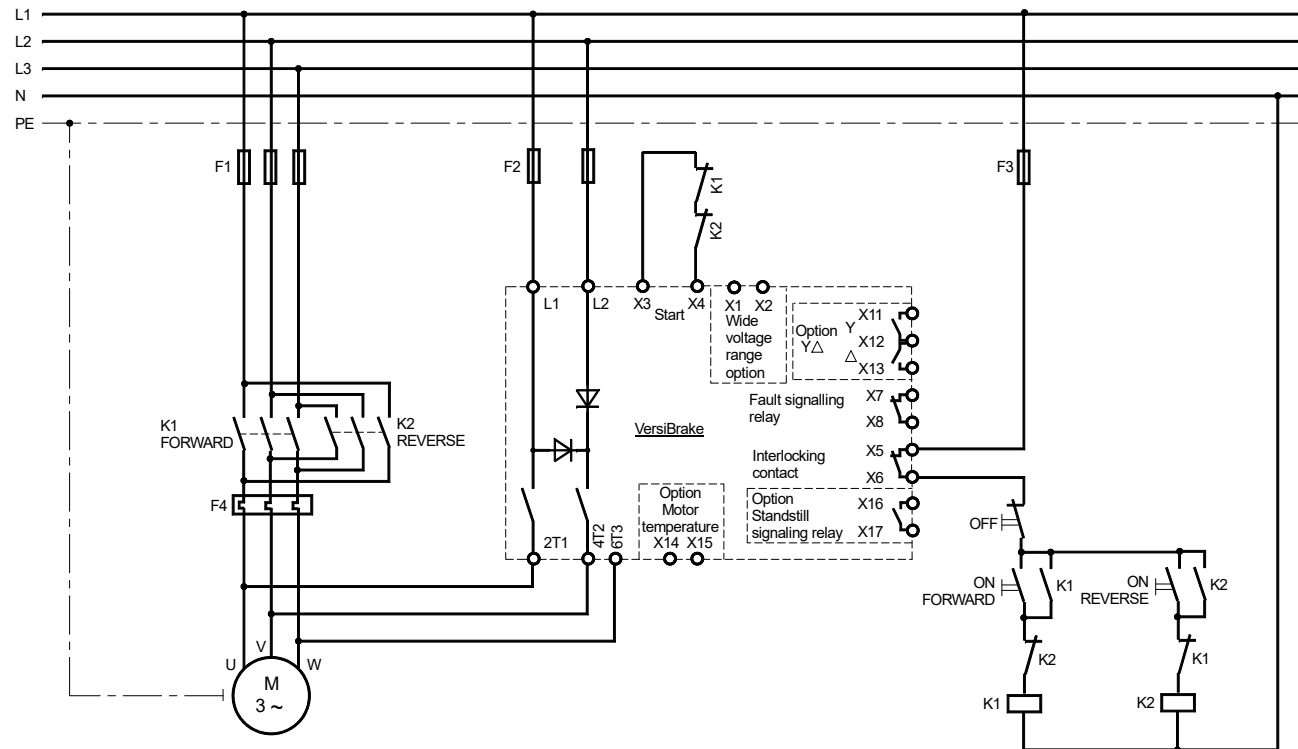 L1
L2
L3
N
PE
F1
F2
F3
K1
K2
L1
L2
X3
X4
Start
X1
X2
Wide
voltage
range
option
Option
Y△
Y
△
X11
X12
X13
Fault signalling
relay
X7
X8
VersiBrake
Interlocking
contact
X5
X6
Option
Standstill
signaling relay
X16
X17
Option
Motor
temperature
X14
X15
2T1
4T2
6T3
K1
FORWARD
K2
REVERSE
F4
OFF
ON
FORWARD
K1
ON
REVERSE
K2
K2
K1
K1
K2
U
V
W
M
3 ~